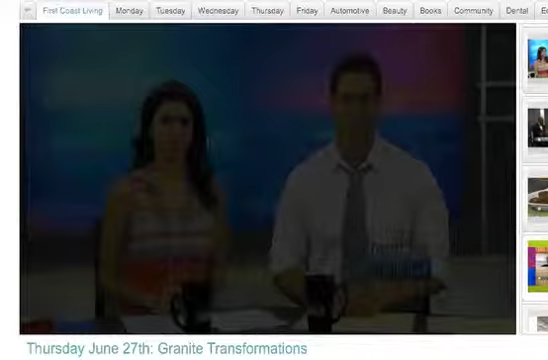 First Coast Living Monday Tuesday Wednesday Thursday Friday Automotive Beauty Books Community Dental
Thursday June 27th: Granite Transformations